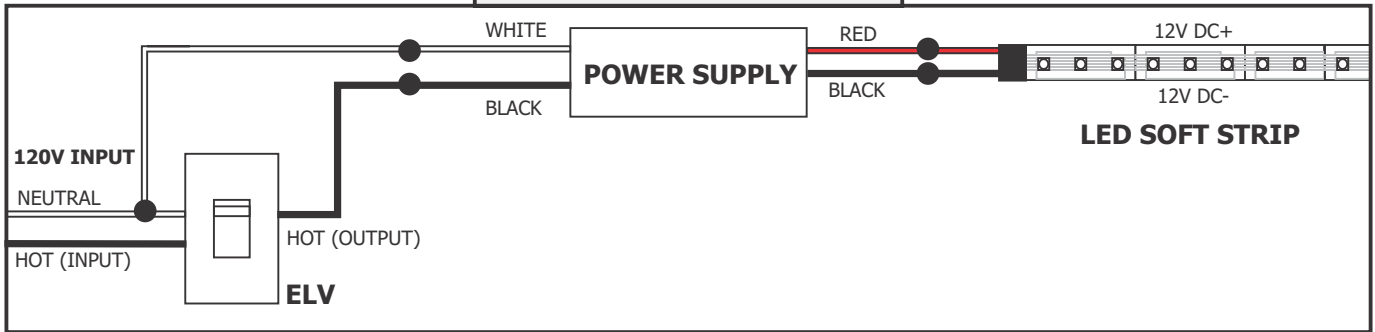 WHITE
RED
12V DC+
POWER SUPPLY
BLACK
BLACK
12V DC-
LED SOFT STRIP
120V INPUT
NEUTRAL
HOT (OUTPUT)
HOT (INPUT)
ELV